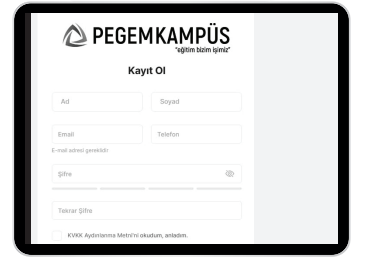 PEGEMKAMPÜS
"eğitim bizim işimiz"
Kayıt Ol
Ad
Soyad
Email
Telefon
E-mail adresi gereklidir
Şifre
Tekrar Şifre
KVKK Aydınlanma Metni'ni okudum, anladım.